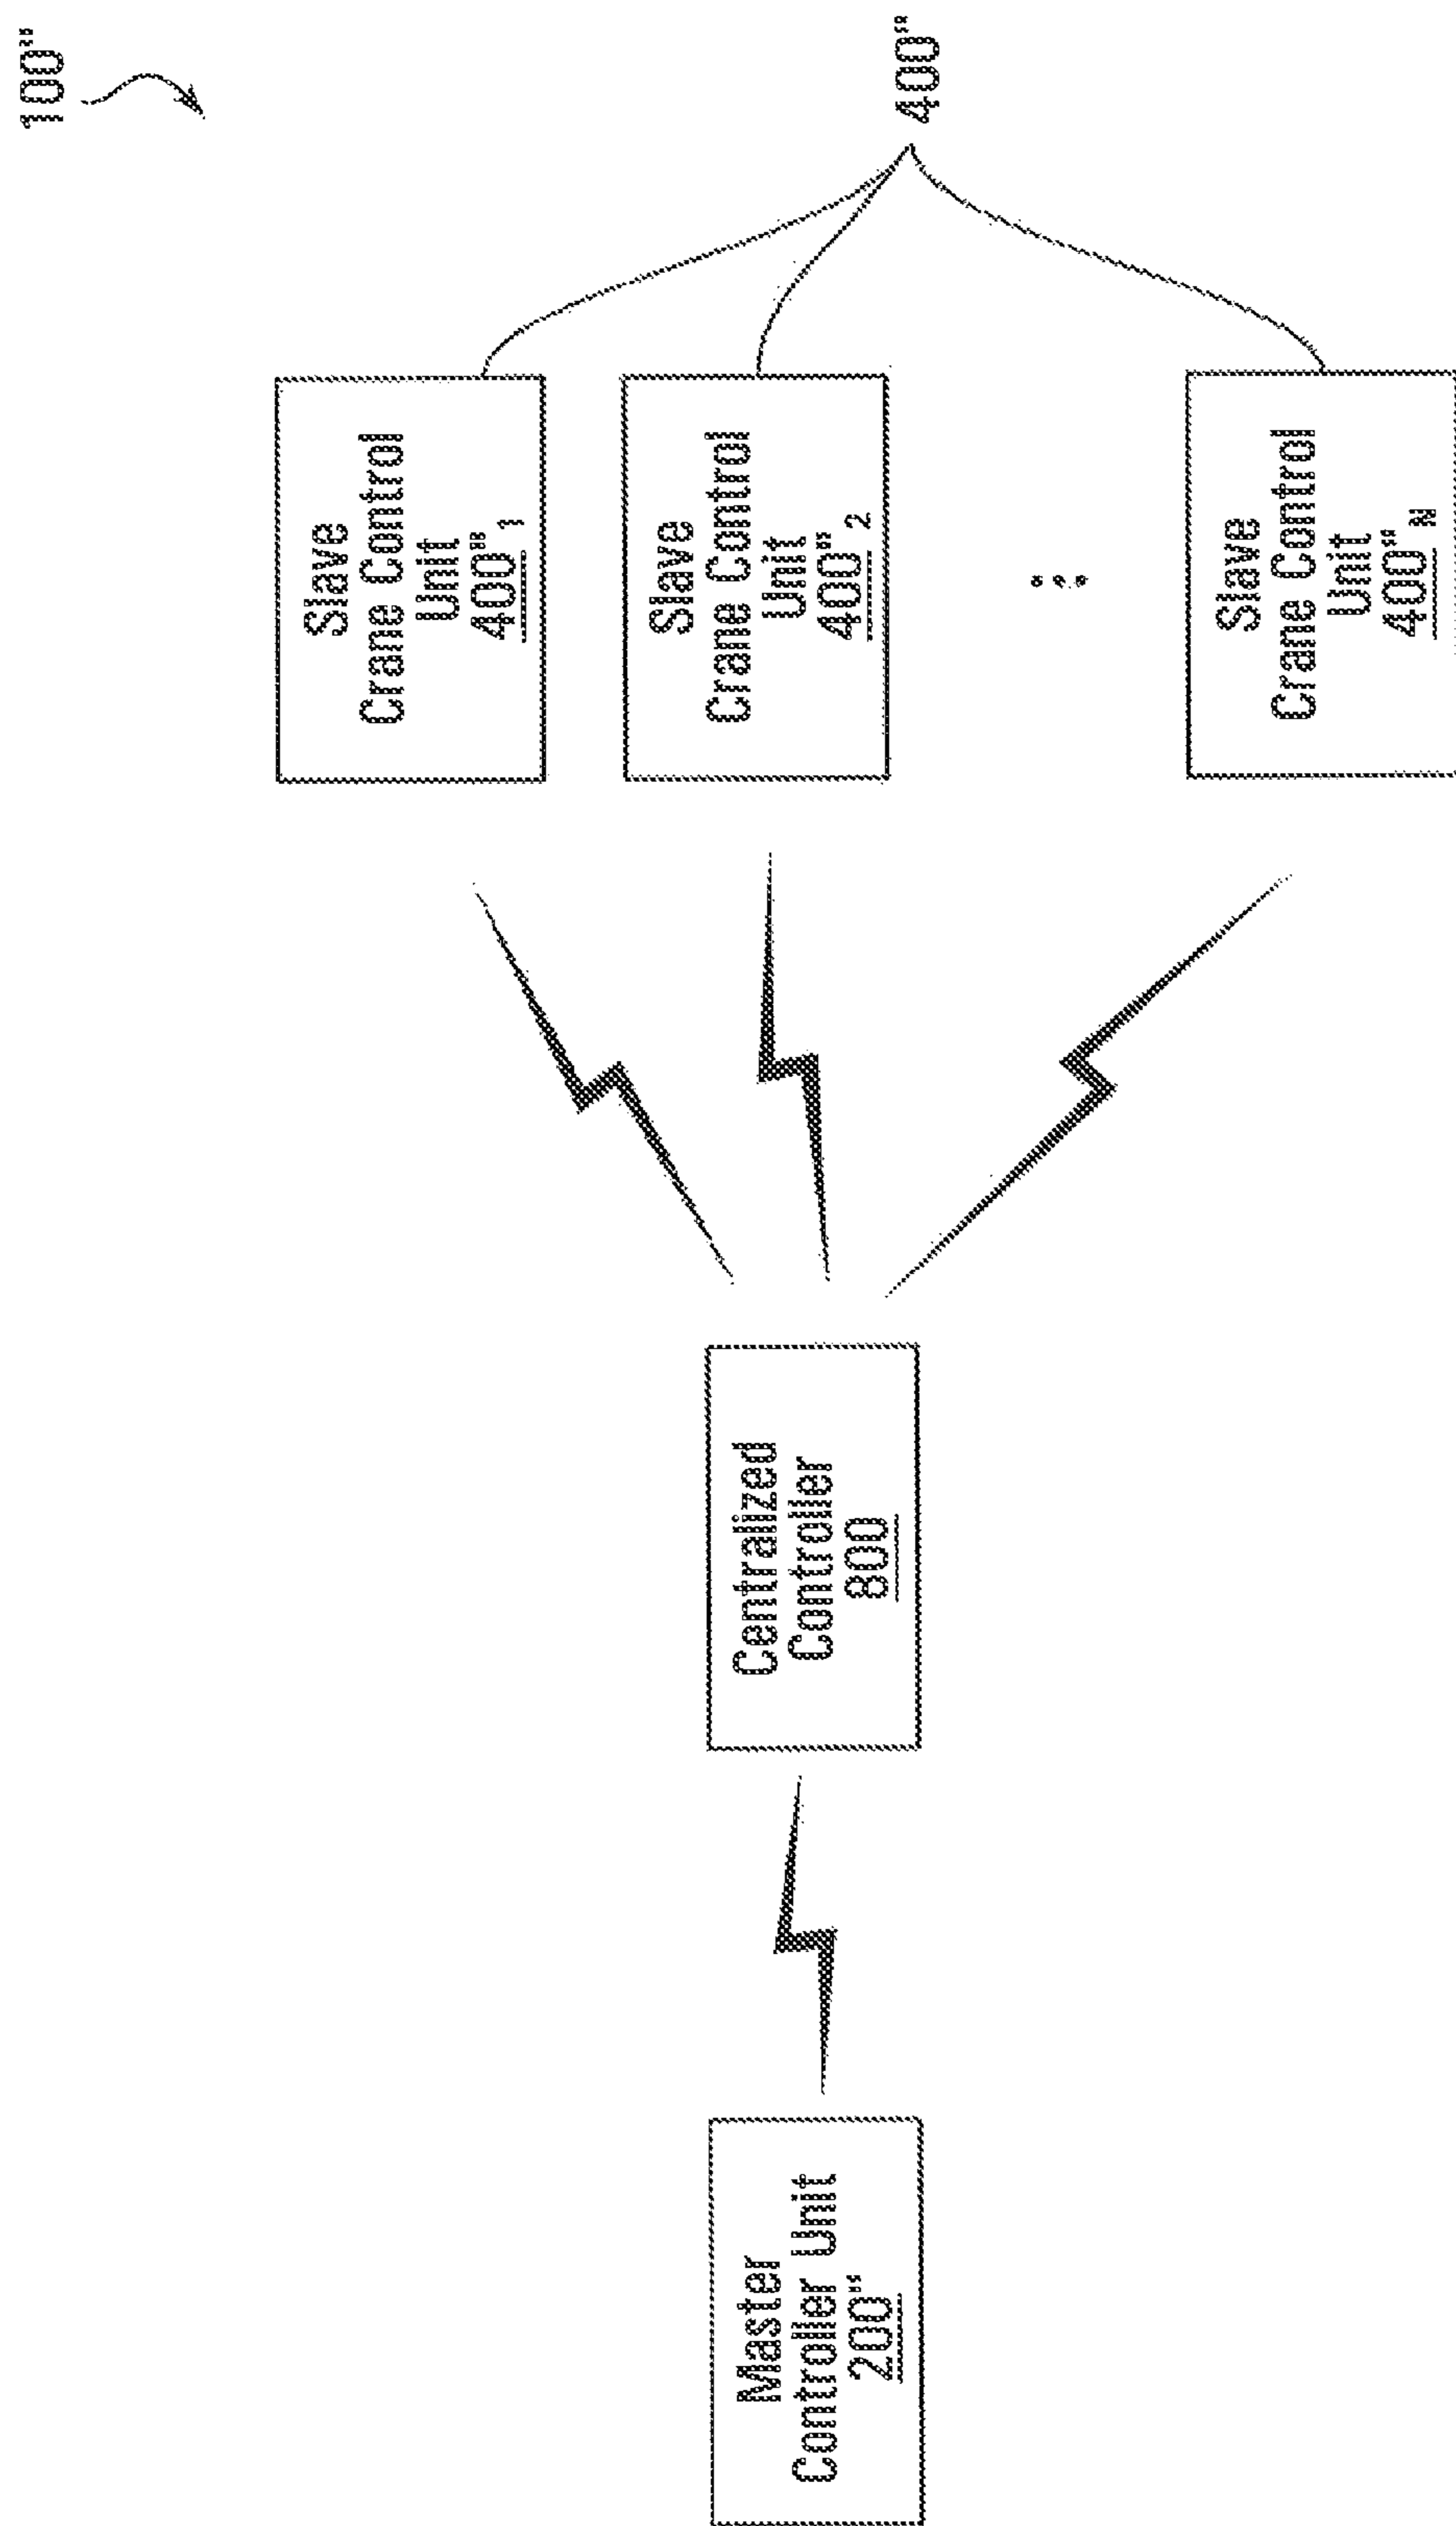 100"
Slave
Crane Control
Unit
400"1
Slave
Crane Control
Unit
400"2
Slave
Crane Control
Unit
400"N
400"
Centralized
Controller
800
Master
Controller Unit
200"